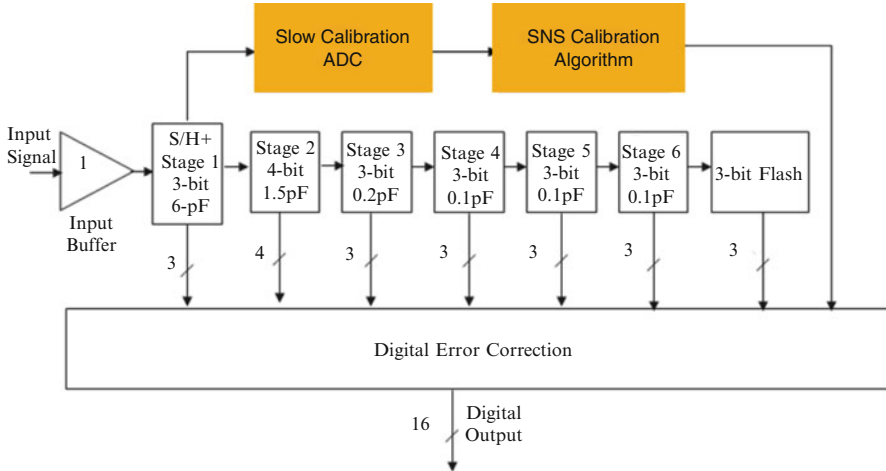 Slow Calibration
ADC
SNS Calibration
Algorithm
Input
Signal
1
Input
Buffer
S/H+
Stage 1
3-bit
6-pF
Stage 2
4-bit
1.5pF
Stage 3
3-bit
0.2pF
Stage 4
3-bit
0.1pF
Stage 5
3-bit
0.1pF
Stage 6
3-bit
0.1pF
3-bit Flash
3
4
3
3
3
3
3
Digital Error Correction
16
Digital
Output